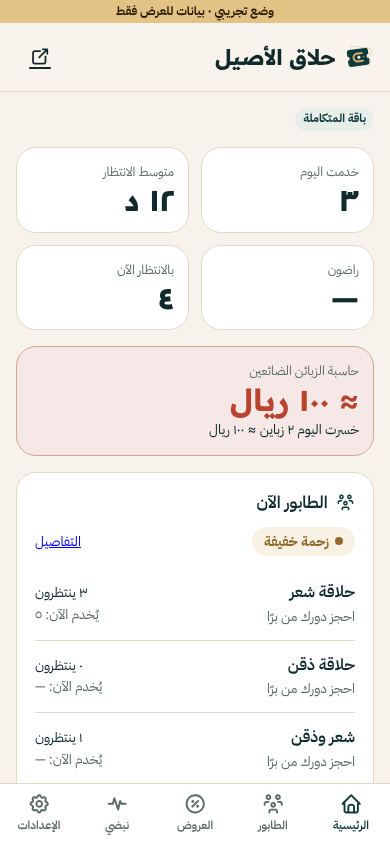 وضع تجريبي · بيانات للعرض فقط
حلاق الأصيل
باقة المتكاملة
خدمت اليوم
٣
متوسط الانتظار
١٢ د
راضون
—
بالانتظار الآن
٤
حاسبة الزبائن الضائعين
≈ ١٠٠ ريال
خسرت اليوم ٢ زباين ≈ ١٠٠ ريال
الطابور الآن
زحمة خفيفة
التفاصيل
حلاقة شعر
٣ ينتظرون
احجز دورك من برّا
يُخدم الآن: ٥
حلاقة ذقن
٠ ينتظرون
احجز دورك من برّا
يُخدم الآن: —
شعر وذقن
١ ينتظرون
احجز دورك من برّا
يُخدم الآن: —
الرئيسية
الطابور
العروض
نبضي
الإعدادات